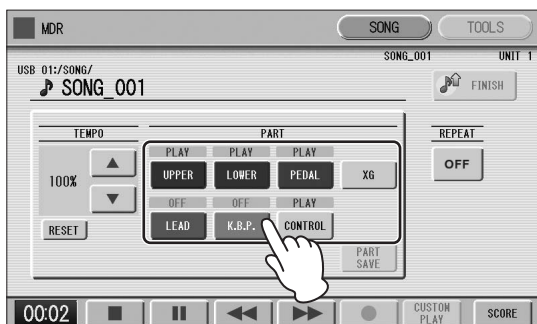 MDR SONG TOOLS
SONG_001 UNIT 1
USB 01:/SONG/
SONG_001 FINISH
TEMPO PART REPEAT
PLAY PLAY PLAY
100% UPPER LOWER PEDAL XG OFF
OFF OFF PLAY
RESET LEAD K.B.P. CONTROL
PART
SAVE
00:02 CUSTOM
PLAY SCORE